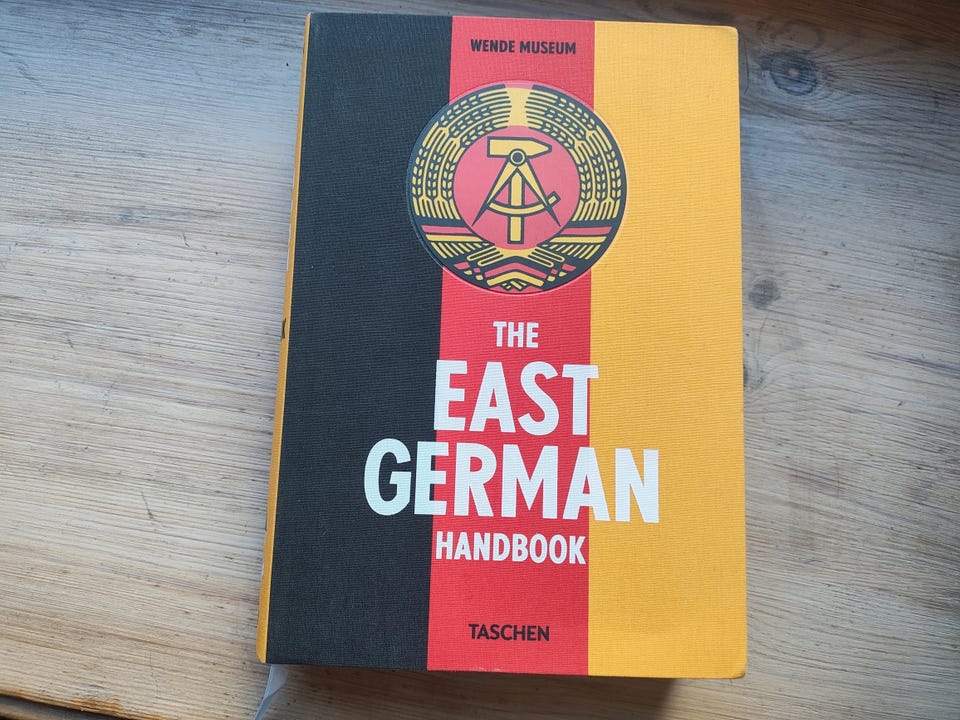 WENDE MUSEUM
THE
EAST
GERMAN
HANDBOOK
TASCHEN